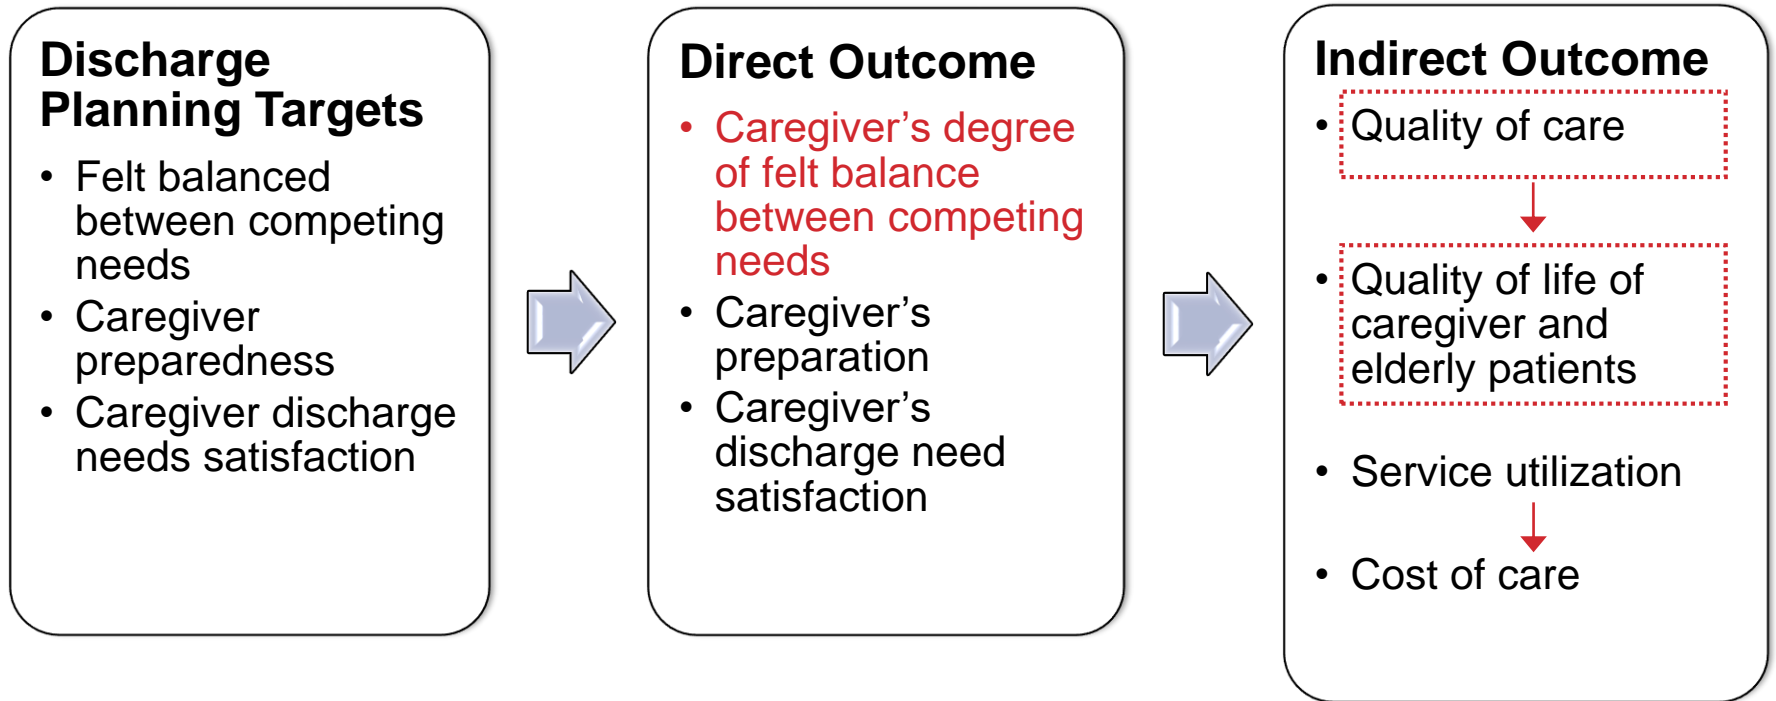 Discharge
Planning Targets
• Felt balanced
between competing
needs
• Caregiver
preparedness
• Caregiver discharge
needs satisfaction
Direct Outcome
• Caregiver’s degree
of felt balance
between competing
needs
• Caregiver’s
preparation
• Caregiver’s
discharge need
satisfaction
Indirect Outcome
• Quality of care
• Quality of life of
caregiver and
elderly patients
• Service utilization
• Cost of care